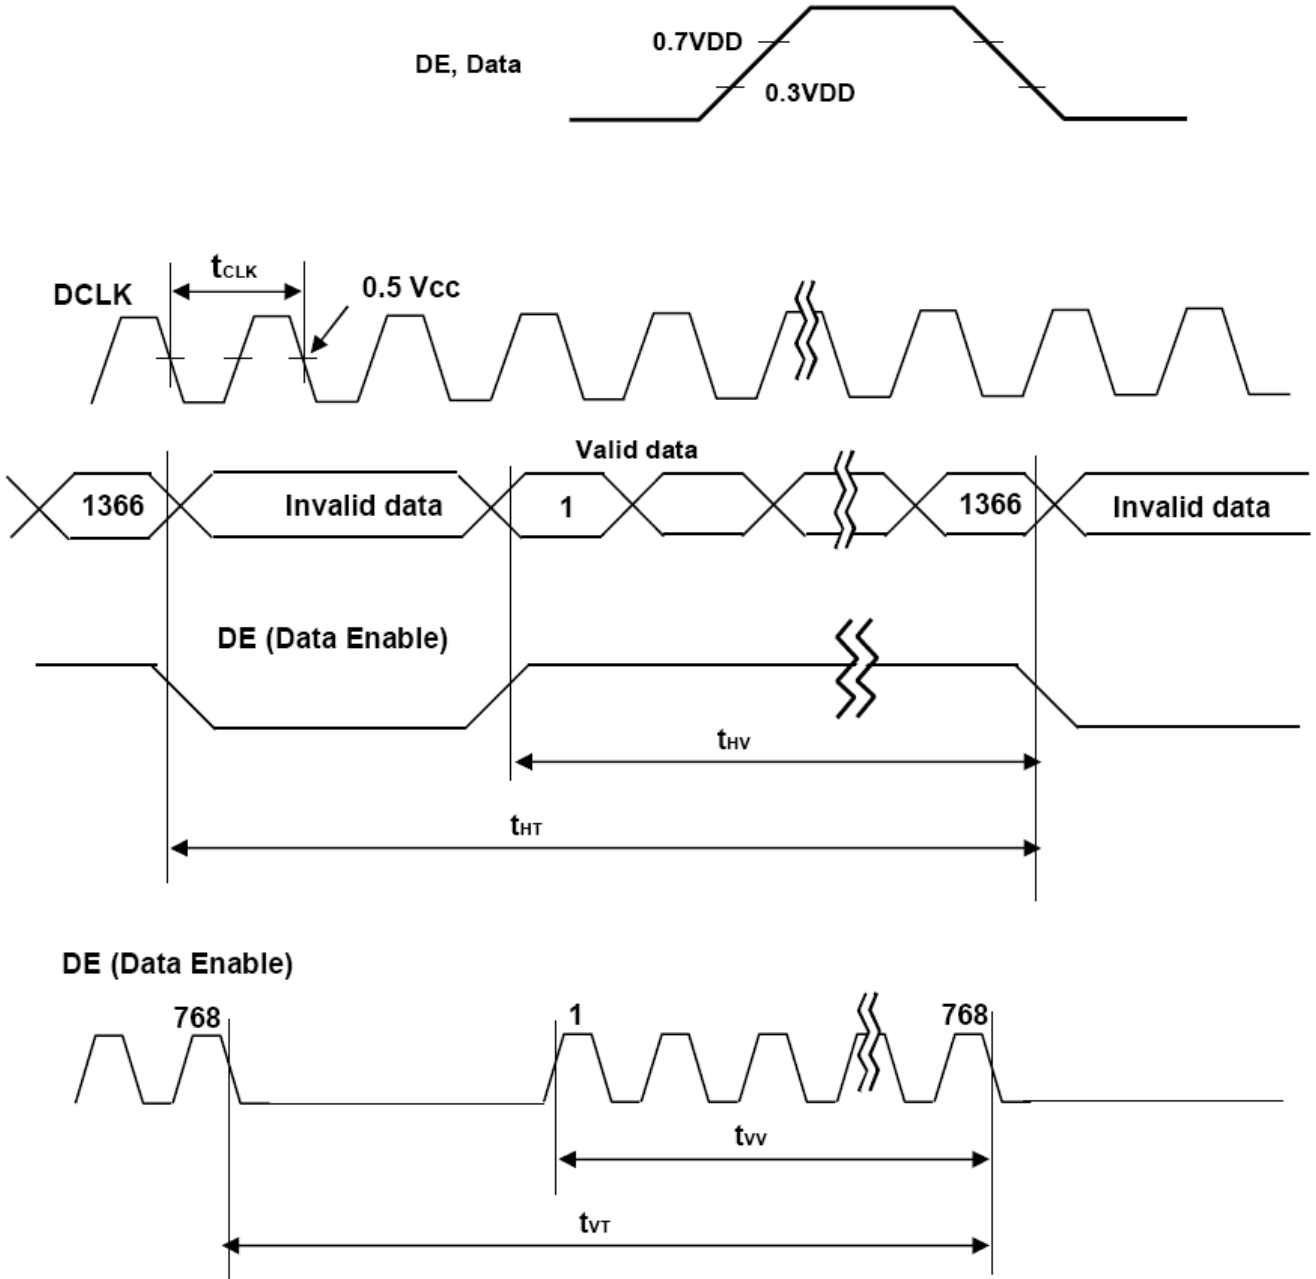 0.7VDD
DE, Data
0.3VDD
tCLK
0.5 Vcc
DCLK
Valid data
1366
Invalid data
1
1366
Invalid data
DE (Data Enable)
tHV
tHT
DE (Data Enable)
768
1
768
tVV
tVT